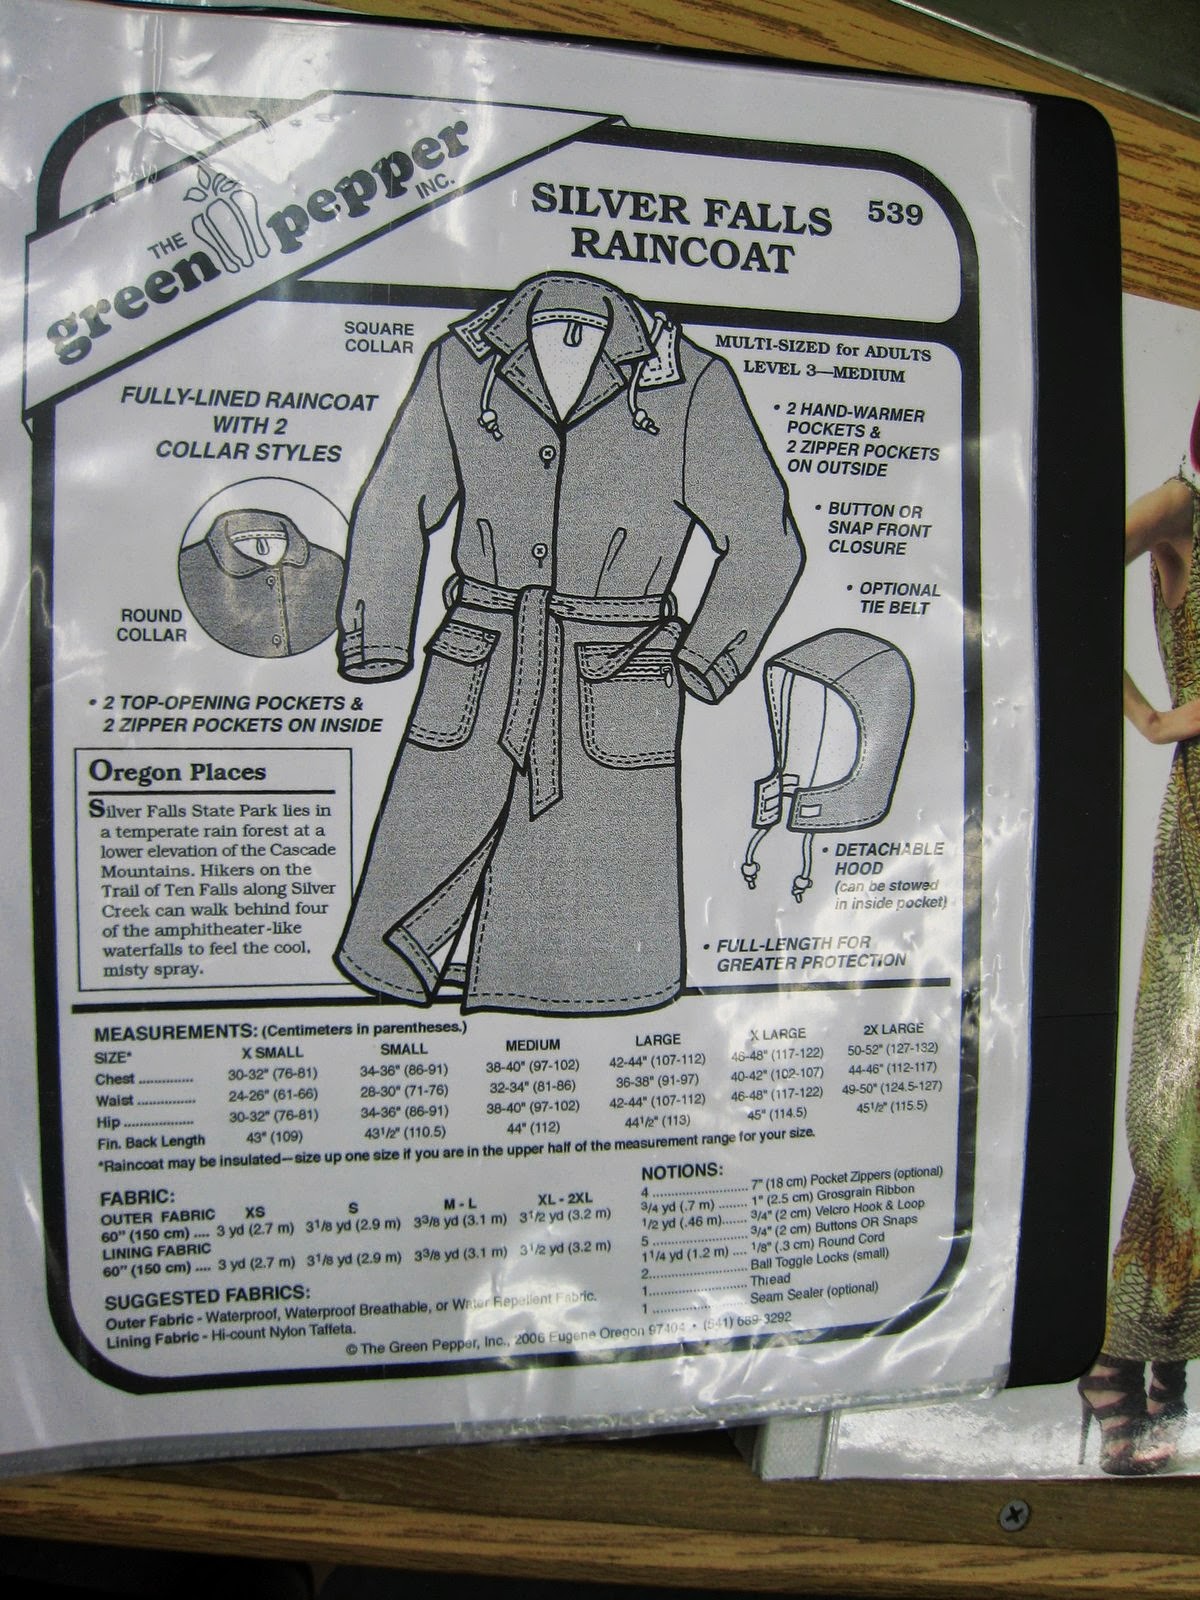 THE
green pepper
INC.
SILVER FALLS
RAINCOAT
539
SQUARE
COLLAR
MULTI-SIZED for ADULTS
LEVEL 3—MEDIUM
FULLY-LINED RAINCOAT
WITH 2
COLLAR STYLES
• 2 HAND-WARMER
POCKETS &
2 ZIPPER POCKETS
ON OUTSIDE
• BUTTON OR
SNAP FRONT
CLOSURE
• OPTIONAL
TIE BELT
ROUND
COLLAR
• 2 TOP-OPENING POCKETS &
2 ZIPPER POCKETS ON INSIDE
Oregon Places
Silver Falls State Park lies in
a temperate rain forest at a
lower elevation of the Cascade
Mountains. Hikers on the
Trail of Ten Falls along Silver
Creek can walk behind four
of the amphitheater-like
waterfalls to feel the cool,
misty spray.
• DETACHABLE
HOOD
(can be stowed
in inside pocket)
• FULL-LENGTH FOR
GREATER PROTECTION
MEASUREMENTS: (Centimeters in parentheses.)
SIZE* X SMALL SMALL MEDIUM LARGE X LARGE 2X LARGE
Chest .............. 30-32" (76-81) 34-36" (86-91) 38-40" (97-102) 42-44" (107-112) 46-48" (117-122) 50-52" (127-132)
Waist ............... 24-26" (61-66) 28-30" (71-76) 32-34" (81-86) 36-38" (91-97) 40-42" (102-107) 44-46" (112-117)
Hip .................. 30-32" (76-81) 34-36" (86-91) 38-40" (97-102) 42-44" (107-112) 46-48" (117-122) 49-50" (124.5-127)
Fin. Back Length 43" (109) 43½" (110.5) 44" (112) 44½" (113) 45" (114.5) 45½" (115.5)
*Raincoat may be insulated—size up one size if you are in the upper half of the measurement range for your size.
FABRIC: XS S M - L XL - 2XL
OUTER FABRIC
60" (150 cm) .... 3 yd (2.7 m) 3⅛ yd (2.9 m) 3⅜ yd (3.1 m) 3½ yd (3.2 m)
LINING FABRIC
60" (150 cm) .... 3 yd (2.7 m) 3⅛ yd (2.9 m) 3⅜ yd (3.1 m) 3½ yd (3.2 m)
SUGGESTED FABRICS:
Outer Fabric - Waterproof, Waterproof Breathable, or Water Repellent Fabric.
Lining Fabric - Hi-count Nylon Taffeta.
NOTIONS:
4 ........................ 7" (18 cm) Pocket Zippers (optional)
3/4 yd (.7 m) ....... 1" (2.5 cm) Grosgrain Ribbon
1/2 yd (.46 m)...... 3/4" (2 cm) Velcro Hook & Loop
5 ........................ 3/4" (2 cm) Buttons OR Snaps
1 1/4 yd (1.2 m) .... 1/8" (.3 cm) Round Cord
2......................... Ball Toggle Locks (small)
1......................... Thread
1 ........................ Seam Sealer (optional)
© The Green Pepper, Inc., 2006 Eugene Oregon 97404 • (541) 689-3292